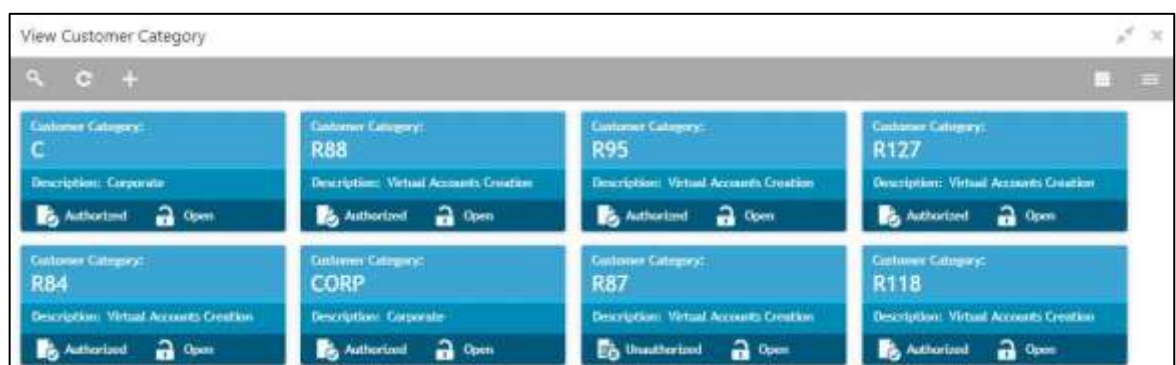 View Customer Category
Customer Category: Customer Category: Customer Category: Customer Category:
C R88 R95 R127
Description: Corporate Description: Virtual Accounts Creation Description: Virtual Accounts Creation Description: Virtual Accounts Creation
Authorized Open Authorized Open Authorized Open Authorized Open
Customer Category: Customer Category: Customer Category: Customer Category:
R84 CORP R87 R118
Description: Virtual Accounts Creation Description: Corporate Description: Virtual Accounts Creation Description: Virtual Accounts Creation
Authorized Open Authorized Open Unauthorized Open Authorized Open